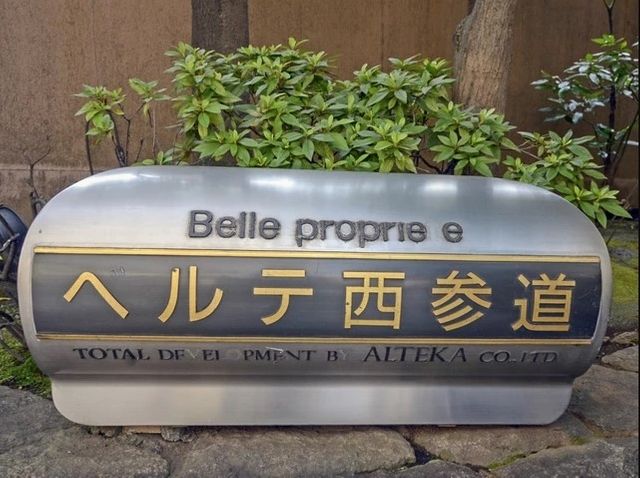 Belle proprie e
ヘルテ西参道
TOTAL DEVELOPMENT BY ALTEKA CO.,LTD